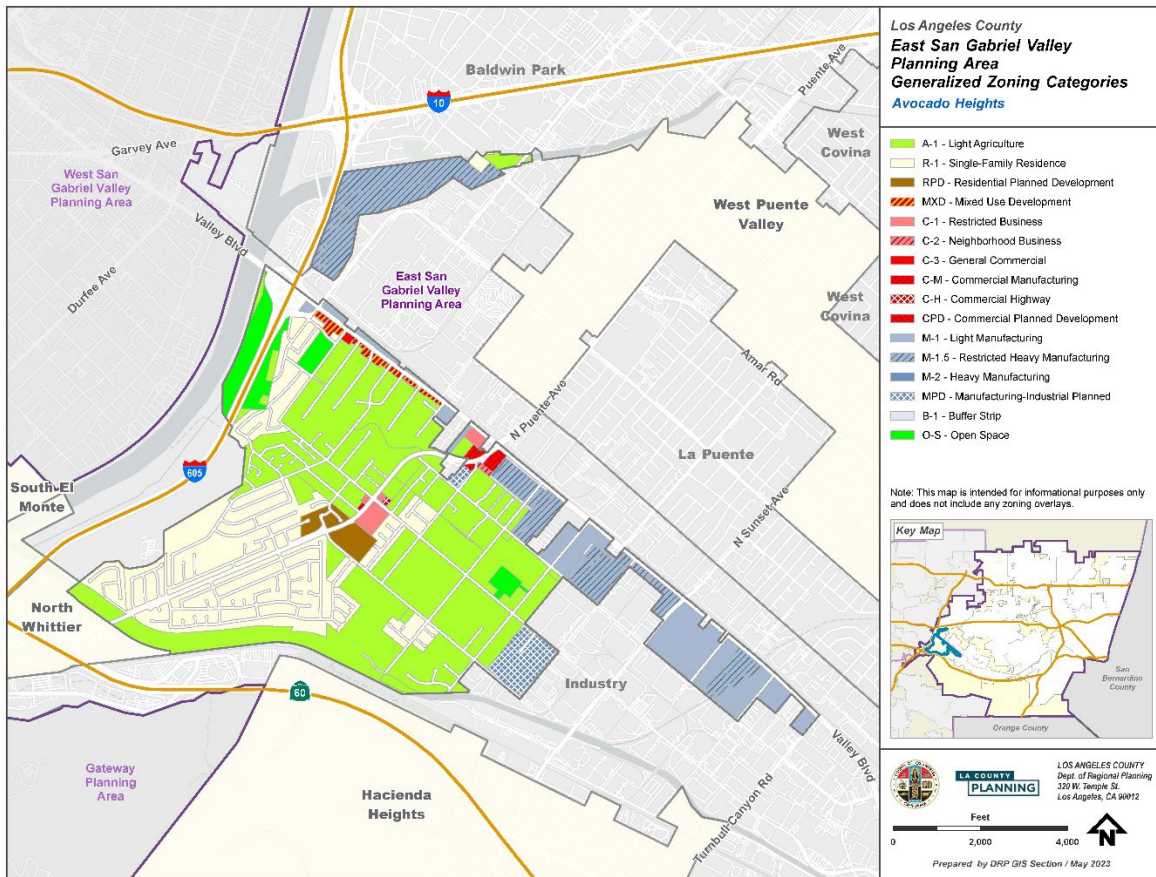 Los Angeles County
East San Gabriel Valley
Planning Area
Generalized Zoning Categories
Avocado Heights
A-1 - Light Agriculture
R-1 - Single-Family Residence
RPD - Residential Planned Development
MXD - Mixed Use Development
C-1 - Restricted Business
C-2 - Neighborhood Business
C-3 - General Commercial
C-M - Commercial Manufacturing
C-H - Commercial Highway
CPD - Commercial Planned Development
M-1 - Light Manufacturing
M-1.5 - Restricted Heavy Manufacturing
M-2 - Heavy Manufacturing
MPD - Manufacturing-Industrial Planned
B-1 - Buffer Strip
O-S - Open Space
Note: This map is intended for informational purposes only
and does not include any zoning overlays.
Key Map
San
Bernardino
County
Orange County
LA COUNTY
PLANNING
LOS ANGELES COUNTY
Dept. of Regional Planning
320 W. Temple St.
Los Angeles, CA 90012
Feet
0 2,000 4,000
N
Prepared by DRP GIS Section / May 2023
Baldwin Park
Puente Ave
10
Garvey Ave
West
Covina
West San
Gabriel Valley
Planning Area
Valley Blvd
West Puente
Valley
Durfee Ave
East San
Gabriel Valley
Planning Area
West
Covina
Amar Rd
N Puente Ave
La Puente
605
South El
Monte
N Sunset Ave
North
Whittier
Industry
60
Valley Blvd
Gateway
Planning
Area
Hacienda
Heights
Turnbull Canyon Rd